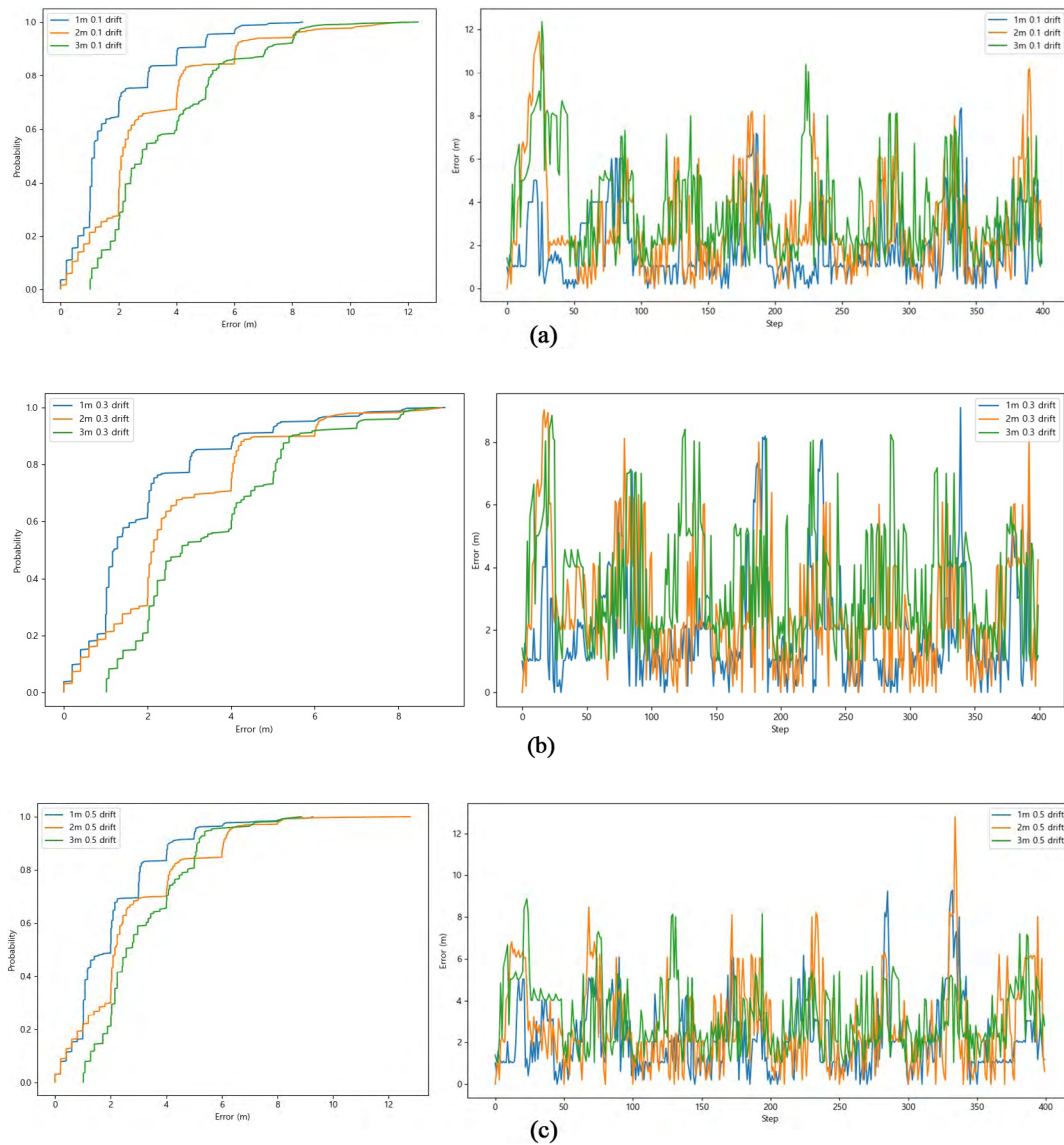 1m 0.1 drift
2m 0.1 drift
3m 0.1 drift
Probability
1.0
0.8
0.6
0.4
0.2
0.0
0 2 4 6 8 10 12
Error (m)
1m 0.1 drift
2m 0.1 drift
3m 0.1 drift
Error (m)
12
10
8
6
4
2
0
0 50 100 150 200 250 300 350 400
Step
(a)
1m 0.3 drift
2m 0.3 drift
3m 0.3 drift
Probability
1.0
0.8
0.6
0.4
0.2
0.0
0 2 4 6 8
Error (m)
1m 0.3 drift
2m 0.3 drift
3m 0.3 drift
Error (m)
8
6
4
2
0
0 50 100 150 200 250 300 350 400
Step
(b)
1m 0.5 drift
2m 0.5 drift
3m 0.5 drift
Probability
1.0
0.8
0.6
0.4
0.2
0.0
0 2 4 6 8 10 12
Error (m)
1m 0.5 drift
2m 0.5 drift
3m 0.5 drift
Error (m)
12
10
8
6
4
2
0
0 50 100 150 200 250 300 350 400
Step
(c)